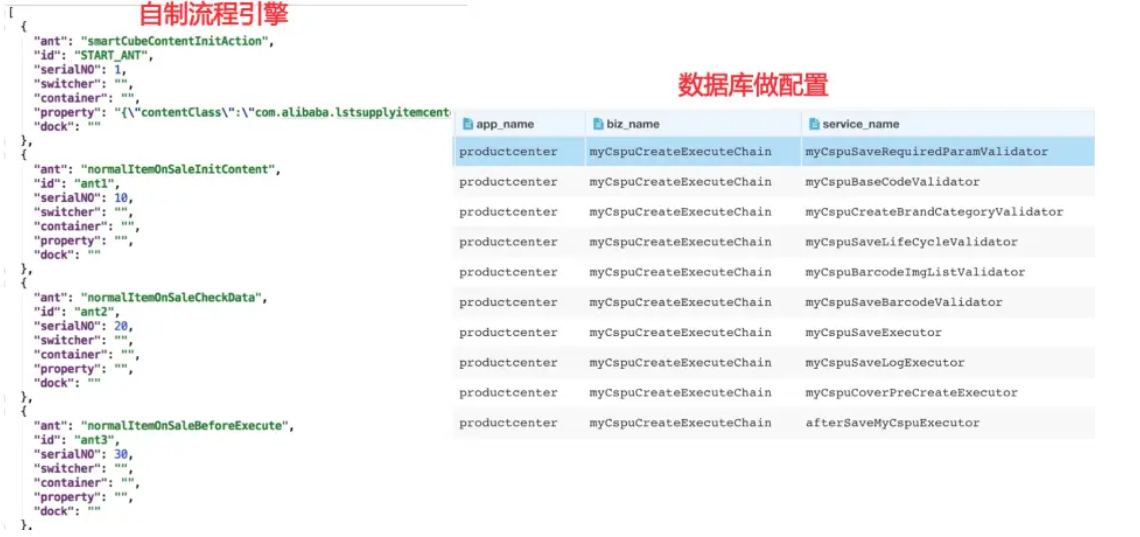 自制流程引擎
[
{
"ant": "smartCubeContentInitAction",
"id": "START_ANT",
"serialNO": 1,
"switcher": "",
"container": "",
"property": "{\"contentClass\":\"com.alibaba.lstsupplyitemcent
"dock": ""
},
{
"ant": "normalItemOnSaleInitContent",
"id": "ant1",
"serialNO": 10,
"switcher": "",
"container": "",
"property": "",
"dock": ""
},
{
"ant": "normalItemOnSaleCheckData",
"id": "ant2",
"serialNO": 20,
"switcher": "",
"container": "",
"property": "",
"dock": ""
},
{
"ant": "normalItemOnSaleBeforeExecute",
"id": "ant3",
"serialNO": 30,
"switcher": "",
"container": "",
"property": "",
"dock": ""
},
数据库做配置
app_name biz_name service_name
productcenter myCspuCreateExecuteChain myCspuSaveRequiredParamValidator
productcenter myCspuCreateExecuteChain myCspuBaseCodeValidator
productcenter myCspuCreateExecuteChain myCspuCreateBrandCategoryValidator
productcenter myCspuCreateExecuteChain myCspuSaveLifeCycleValidator
productcenter myCspuCreateExecuteChain myCspuBarcodeImgListValidator
productcenter myCspuCreateExecuteChain myCspuSaveBarcodeValidator
productcenter myCspuCreateExecuteChain myCspuSaveExecutor
productcenter myCspuCreateExecuteChain myCspuSaveLogExecutor
productcenter myCspuCreateExecuteChain myCspuCoverPreCreateExecutor
productcenter myCspuCreateExecuteChain afterSaveMyCspuExecutor